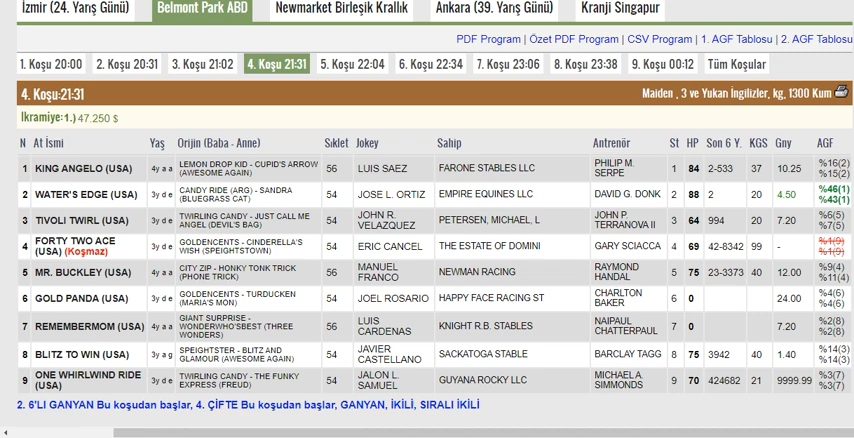 İzmir (24. Yarış Günü) Belmont Park ABD Newmarket Birleşik Krallık Ankara (39. Yarış Günü) Kranji Singapur
PDF Program | Özet PDF Program | CSV Program | 1. AGF Tablosu | 2. AGF Tablosu
1. Koşu 20:00 2. Koşu 20:31 3. Koşu 21:02 4. Koşu 21:31 5. Koşu 22:04 6. Koşu 22:34 7. Koşu 23:06 8. Koşu 23:38 9. Koşu 00:12 Tüm Koşular
4. Koşu:21:31 Maiden , 3 ve Yukarı İngilizler, kg, 1300 Kum
Ikramiye:1.) 47.250 $
N At İsmi Yaş Orijin (Baba - Anne) Sıklet Jokey Sahip Antrenör St HP Son 6 Y. KGS Gny AGF
1 KING ANGELO (USA) 4y a a LEMON DROP KID - CUPID'S ARROW (AWESOME AGAIN) 56 LUIS SAEZ FARONE STABLES LLC PHILIP M. SERPE 1 84 2-533 37 10.25 %16(2) %15(2)
2 WATER'S EDGE (USA) 3y d e CANDY RIDE (ARG) - SANDRA (BLUEGRASS CAT) 54 JOSE L. ORTIZ EMPIRE EQUINES LLC DAVID G. DONK 2 88 2 20 4.50 %46(1) %43(1)
3 TIVOLI TWIRL (USA) 3y d e TWIRLING CANDY - JUST CALL ME ANGEL (DEVIL'S BAG) 54 JOHN R. VELAZQUEZ PETERSEN, MICHAEL, L JOHN P. TERRANOVA II 3 64 994 20 7.20 %6(5) %7(5)
4 FORTY TWO ACE (USA) (Koşmaz) 3y d e GOLDENCENTS - CINDERELLA'S WISH (SPEIGHTSTOWN) 54 ERIC CANCEL THE ESTATE OF DOMINI GARY SCIACCA 4 69 42-8342 99 - %1(9) %1(9)
5 MR. BUCKLEY (USA) 4y a a CITY ZIP - HONKY TONK TRICK (PHONE TRICK) 56 MANUEL FRANCO NEWMAN RACING RAYMOND HANDAL 5 75 23-3373 40 12.00 %9(4) %11(4)
6 GOLD PANDA (USA) 3y d e GOLDENCENTS - TURDUCKEN (MARIA'S MON) 54 JOEL ROSARIO HAPPY FACE RACING ST CHARLTON BAKER 6 0 24.00 %4(6) %4(6)
7 REMEMBERMOM (USA) 4y a a GIANT SURPRISE - WONDERWHO'SBEST (THREE WONDERS) 56 LUIS CARDENAS KNIGHT R.B. STABLES NAIPAUL CHATTERPAUL 7 0 7.20 %2(8) %2(8)
8 BLITZ TO WIN (USA) 3y a g SPEIGHTSTER - BLITZ AND GLAMOUR (AWESOME AGAIN) 54 JAVIER CASTELLANO SACKATOGA STABLE BARCLAY TAGG 8 75 3942 40 1.40 %14(3) %14(3)
9 ONE WHIRLWIND RIDE (USA) 3y d e TWIRLING CANDY - THE FUNKY EXPRESS (FREUD) 54 JALON L. SAMUEL GUYANA ROCKY LLC MICHAEL A. SIMMONDS 9 70 424682 21 9999.99 %3(7) %3(7)
2. 6'LI GANYAN Bu koşudan başlar, 4. ÇİFTE Bu koşudan başlar, GANYAN, İKİLİ, SIRALI İKİLİ